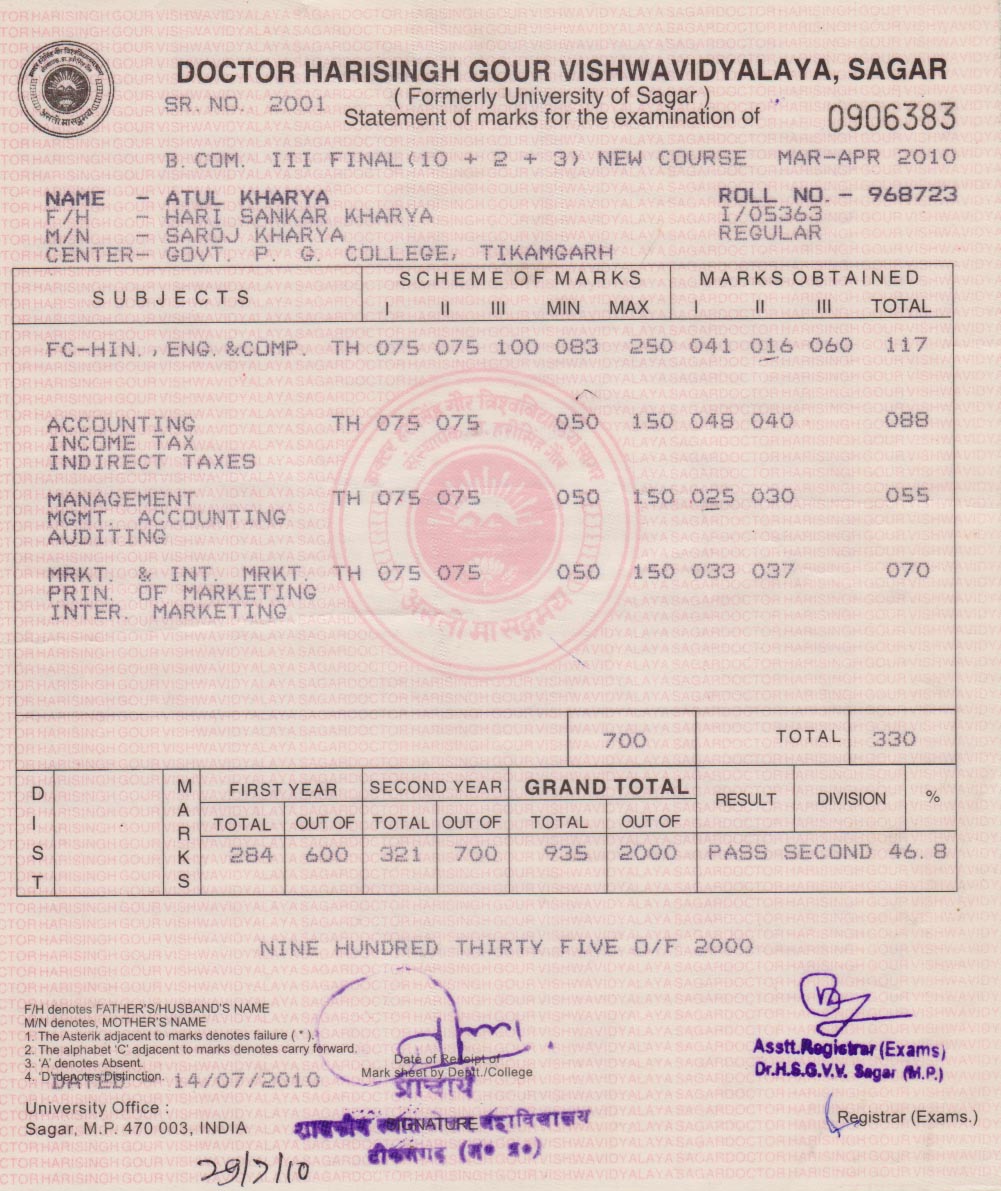 DOCTOR HARISINGH GOUR VISHWAVIDYALAYA, SAGAR
SR. NO. 2001 ( Formerly University of Sagar )
Statement of marks for the examination of 0906383
B. COM. III FINAL(10 + 2 + 3) NEW COURSE MAR-APR 2010
NAME - ATUL KHARYA ROLL NO. - 968723
F/H - HARI SANKAR KHARYA I/05363
M/N - SAROJ KHARYA REGULAR
CENTER- GOVT. P. G. COLLEGE, TIKAMGARH
SUBJECTS SCHEME OF MARKS MARKS OBTAINED
I II III MIN MAX I II III TOTAL
FC-HIN., ENG. &COMP. TH 075 075 100 083 250 041 016 060 117
ACCOUNTING TH 075 075 050 150 048 040 088
INCOME TAX
INDIRECT TAXES
MANAGEMENT TH 075 075 050 150 025 030 055
MGMT. ACCOUNTING
AUDITING
MRKT. & INT. MRKT. TH 075 075 050 150 033 037 070
PRIN. OF MARKETING
INTER. MARKETING
700 TOTAL 330
DIST MARKS FIRST YEAR SECOND YEAR GRAND TOTAL RESULT DIVISION %
TOTAL OUT OF TOTAL OUT OF TOTAL OUT OF
284 600 321 700 935 2000 PASS SECOND 46.8
NINE HUNDRED THIRTY FIVE O/F 2000
F/H denotes FATHER'S/HUSBAND'S NAME
M/N denotes, MOTHER'S NAME
1. The Asterik adjacent to marks denotes failure ( * )
2. The alphabet 'C' adjacent to marks denotes carry forward.
3. 'A' denotes Absent.
4. 'D' denotes Distinction.
DATED 14/07/2010
Date of Receipt of
Mark sheet by Deptt./College
प्राचार्य
SIGNATURE
टीकमगढ़ (म० प्र०)
Asstt. Registrar (Exams)
Dr.H.S.G.V.V. Sagar (M.P.)
Registrar (Exams.)
University Office :
Sagar, M.P. 470 003, INDIA
29/7/10